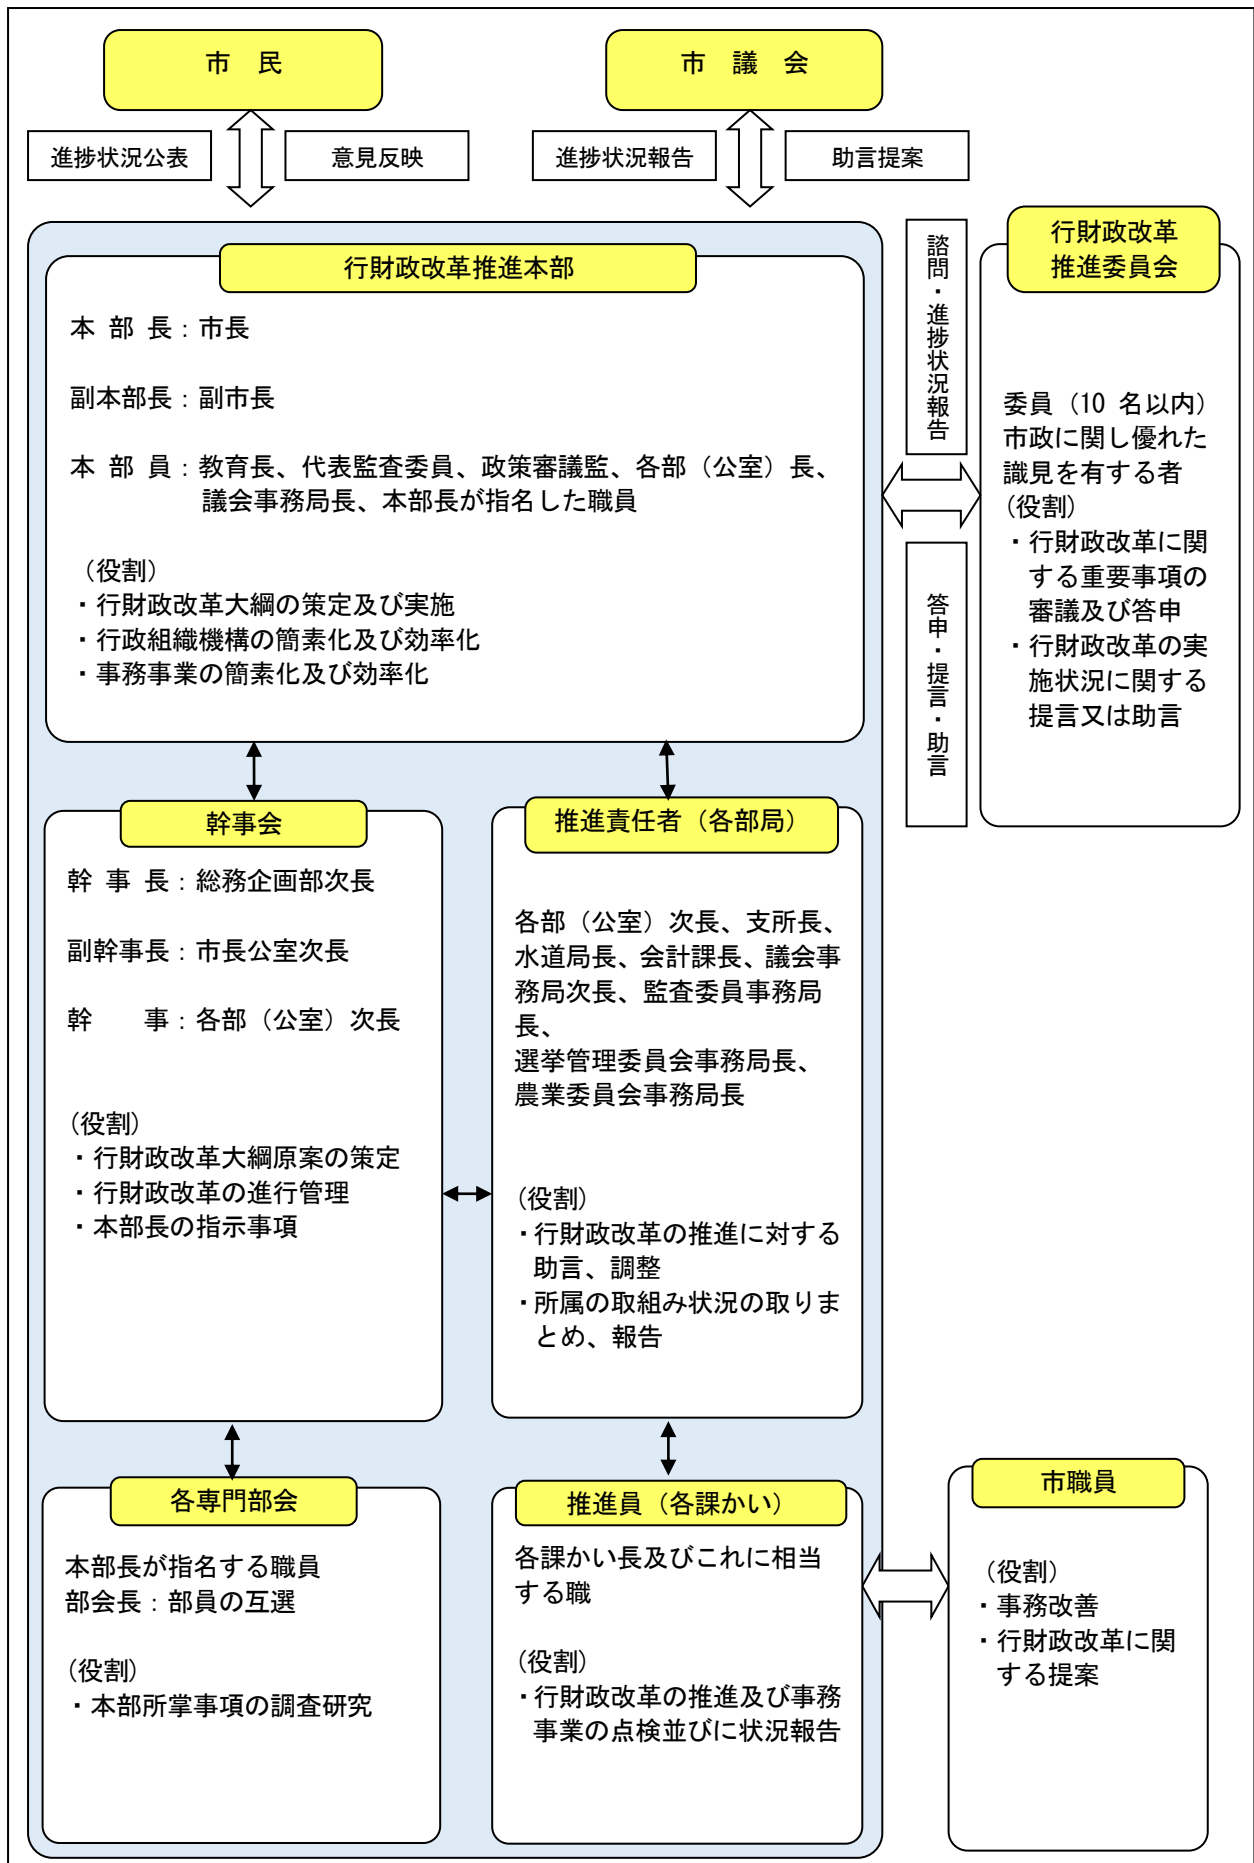 市　民
市　議　会
進捗状況公表
意見反映
進捗状況報告
助言提案
行財政改革推進本部
本 部 長：市長
副本部長：副市長
本 部 員：教育長、代表監査委員、政策審議監、各部（公室）長、
議会事務局長、本部長が指名した職員
（役割）
・行財政改革大綱の策定及び実施
・行政組織機構の簡素化及び効率化
・事務事業の簡素化及び効率化
諮問・進捗状況報告
答申・提言・助言
行財政改革
推進委員会
委員（10 名以内）
市政に関し優れた
識見を有する者
（役割）
・行財政改革に関
する重要事項の
審議及び答申
・行財政改革の実
施状況に関する
提言又は助言
幹事会
幹 事 長：総務企画部次長
副幹事長：市長公室次長
幹　　事：各部（公室）次長
（役割）
・行財政改革大綱原案の策定
・行財政改革の進行管理
・本部長の指示事項
推進責任者（各部局）
各部（公室）次長、支所長、
水道局長、会計課長、議会事
務局次長、監査委員事務局
長、
選挙管理委員会事務局長、
農業委員会事務局長
（役割）
・行財政改革の推進に対する
助言、調整
・所属の取組み状況の取りま
とめ、報告
各専門部会
本部長が指名する職員
部会長：部員の互選
（役割）
・本部所掌事項の調査研究
推進員（各課かい）
各課かい長及びこれに相当
する職
（役割）
・行財政改革の推進及び事務
事業の点検並びに状況報告
市職員
（役割）
・事務改善
・行財政改革に関
する提案